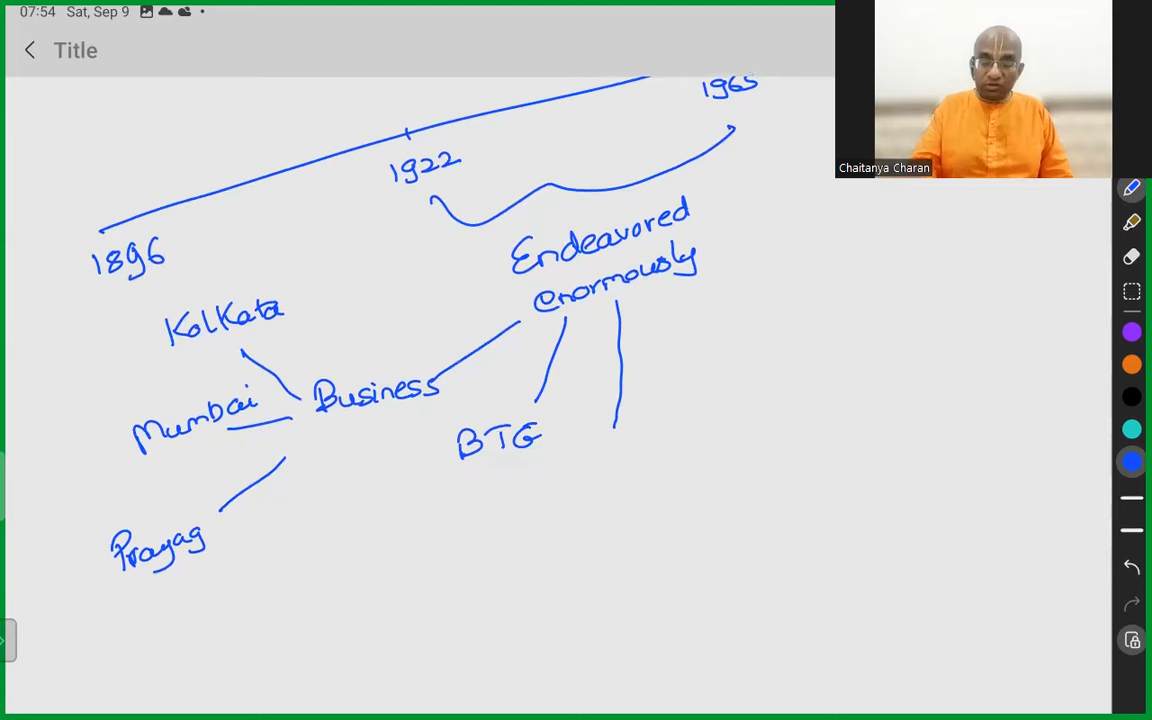 07:54 Sat, Sep 9
Title
Chaitanya Charan
1965
1922
1896
Endeavored
enormously
Kolkata
Business
Mumbai
BTG
Prayag